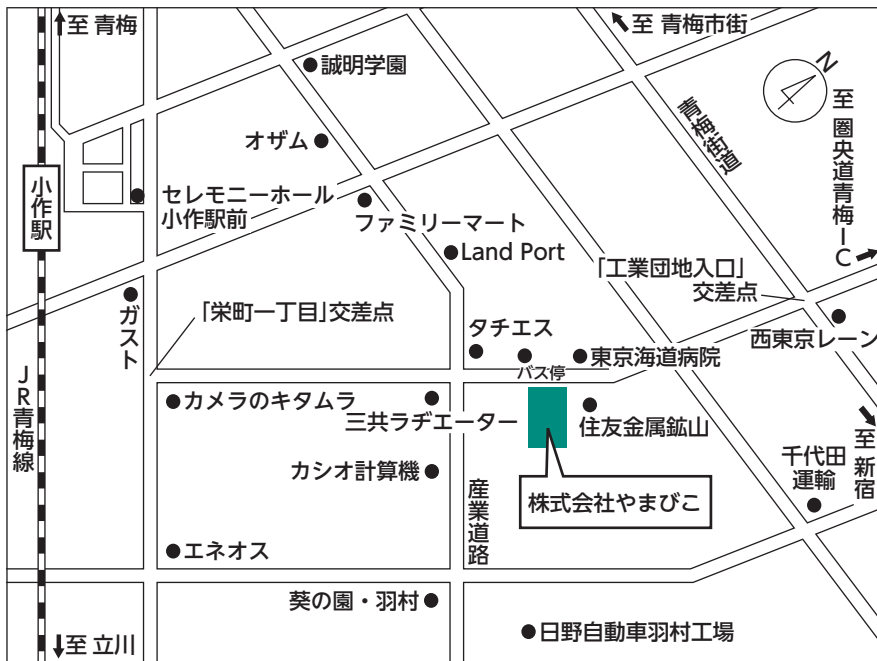 至 青梅
至 青梅市街
N
誠明学園
至 圏央道青梅IC
青梅街道
オザム
小作駅
セレモニーホール
小作駅前
ファミリーマート
Land Port
「工業団地入口」
交差点
ガスト
「栄町一丁目」交差点
タチエス
バス停
東京海道病院
西東京レーン
JR青梅線
カメラのキタムラ
三共ラヂエーター
住友金属鉱山
至 新宿
千代田
運輸
カシオ計算機
産業道路
株式会社やまびこ
エネオス
葵の園・羽村
日野自動車羽村工場
至 立川